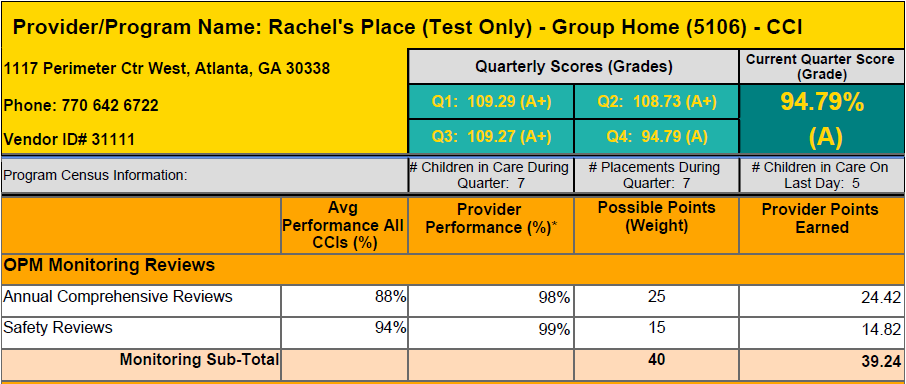 Provider/Program Name: Rachel's Place (Test Only) - Group Home (5106) - CCI
1117 Perimeter Ctr West, Atlanta, GA 30338
Phone: 770 642 6722
Vendor ID# 31111
Quarterly Scores (Grades)
Q1: 109.29 (A+) Q2: 108.73 (A+)
Q3: 109.27 (A+) Q4: 94.79 (A)
Current Quarter Score
(Grade)
94.79%
(A)
Program Census Information:
# Children in Care During
Quarter: 7
# Placements During
Quarter: 7
# Children in Care On
Last Day: 5
Avg
Performance All
CCIs (%)
Provider
Performance (%)*
Possible Points
(Weight)
Provider Points
Earned
OPM Monitoring Reviews
Annual Comprehensive Reviews 88% 98% 25 24.42
Safety Reviews 94% 99% 15 14.82
Monitoring Sub-Total 40 39.24